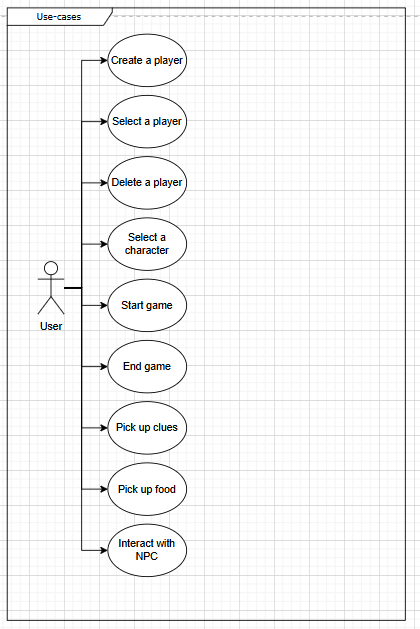 Use-cases
Create a player
Select a player
Delete a player
Select a
character
Start game
User
End game
Pick up clues
Pick up food
Interact with
NPC